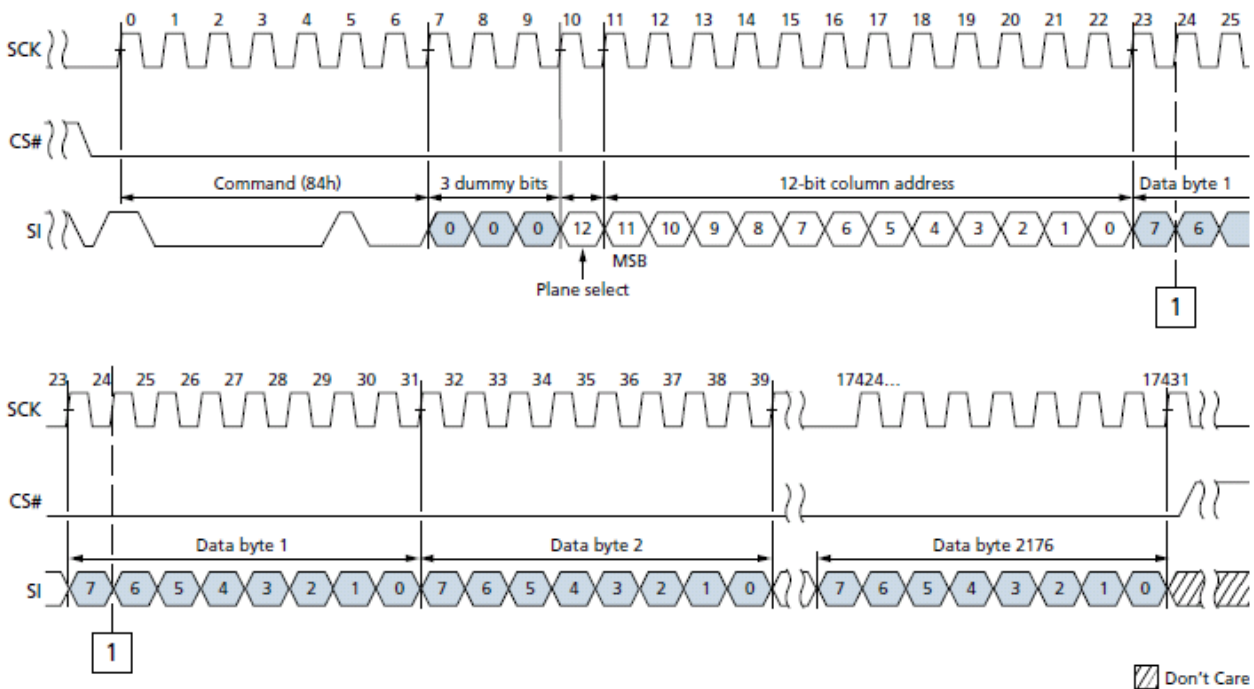 0 1 2 3 4 5 6 7 8 9 10 11 12 13 14 15 16 17 18 19 20 21 22 23 24 25
SCK
CS#
Command (84h) 3 dummy bits 12-bit column address Data byte 1
SI 0 0 0 12 11 10 9 8 7 6 5 4 3 2 1 0 7 6
MSB
Plane select
1
23 24 25 26 27 28 29 30 31 32 33 34 35 36 37 38 39 17424... 17431
SCK
CS#
Data byte 1 Data byte 2 Data byte 2176
SI 7 6 5 4 3 2 1 0 7 6 5 4 3 2 1 0 7 6 5 4 3 2 1 0
1
Don't Care